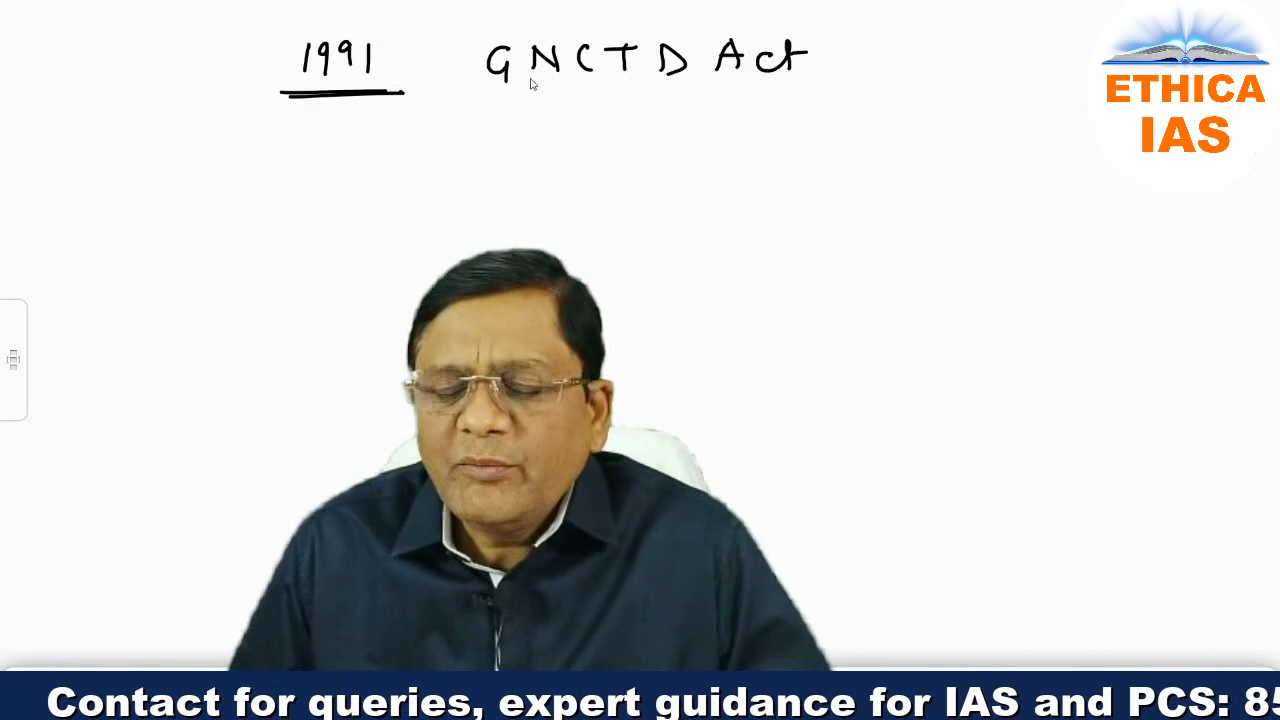 1991 GNCTD Act
ETHICA
IAS
Contact for queries, expert guidance for IAS and PCS: 85